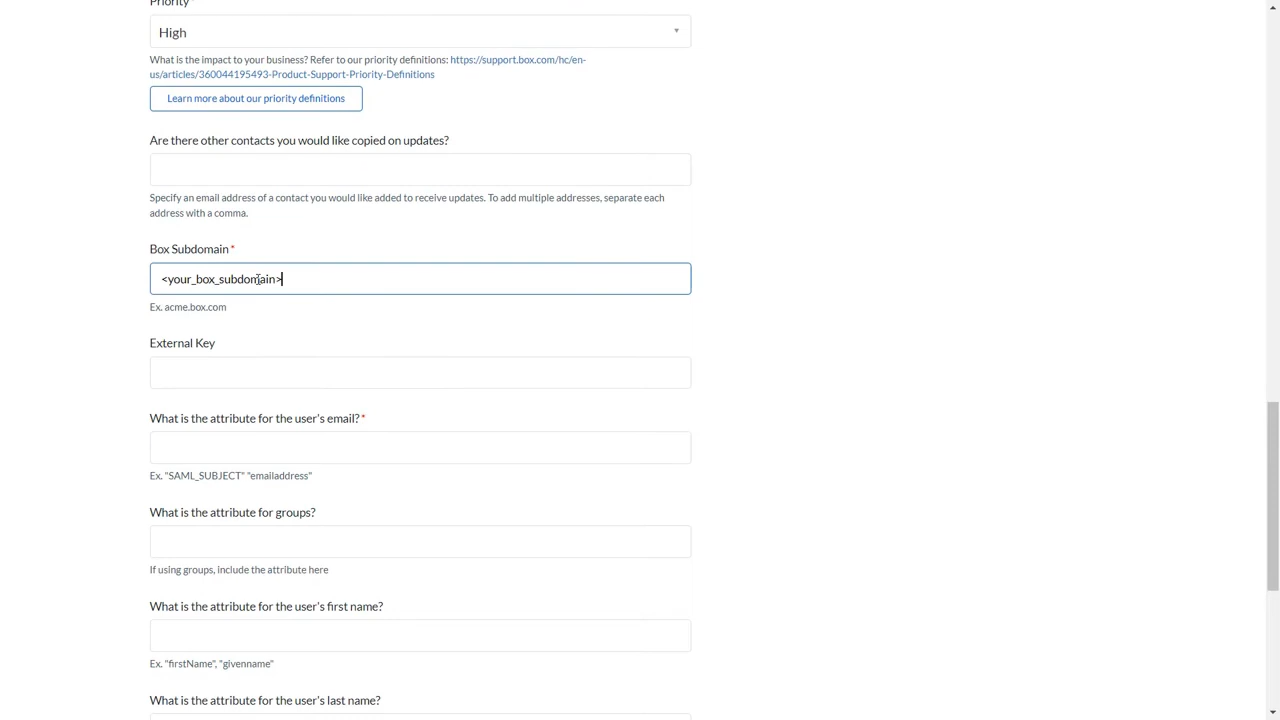 Priority*
High
What is the impact to your business? Refer to our priority definitions: https://support.box.com/hc/en-
us/articles/360044195493-Product-Support-Priority-Definitions
Learn more about our priority definitions
Are there other contacts you would like copied on updates?
Specify an email address of a contact you would like added to receive updates. To add multiple addresses, separate each
address with a comma.
Box Subdomain*
<your_box_subdomain>
Ex. acme.box.com
External Key
What is the attribute for the user's email?*
Ex. "SAML_SUBJECT" "emailaddress"
What is the attribute for groups?
If using groups, include the attribute here
What is the attribute for the user's first name?
Ex. "firstName", "givenname"
What is the attribute for the user's last name?